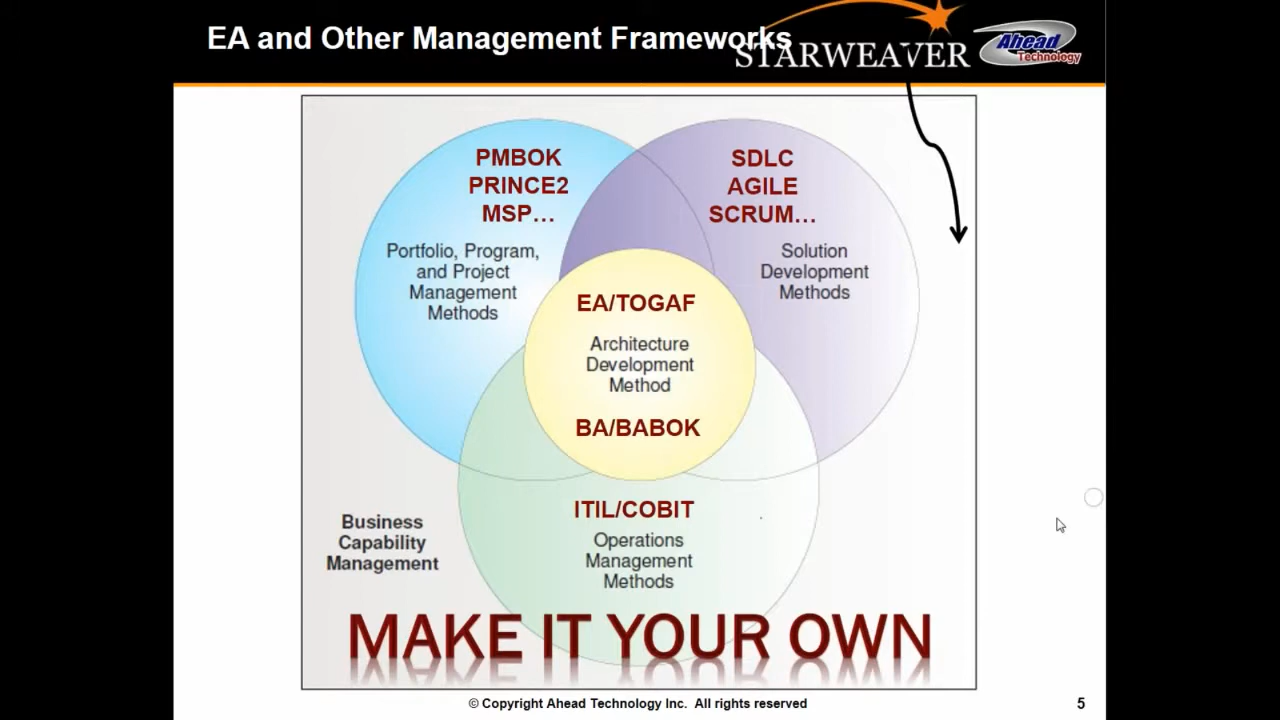 EA and Other Management Frameworks
STARWEAVER
Ahead
Technology
PMBOK
PRINCE2
MSP…
Portfolio, Program,
and Project
Management
Methods
SDLC
AGILE
SCRUM…
Solution
Development
Methods
EA/TOGAF
Architecture
Development
Method
BA/BABOK
ITIL/COBIT
Operations
Management
Methods
Business
Capability
Management
MAKE IT YOUR OWN
© Copyright Ahead Technology Inc. All rights reserved
5